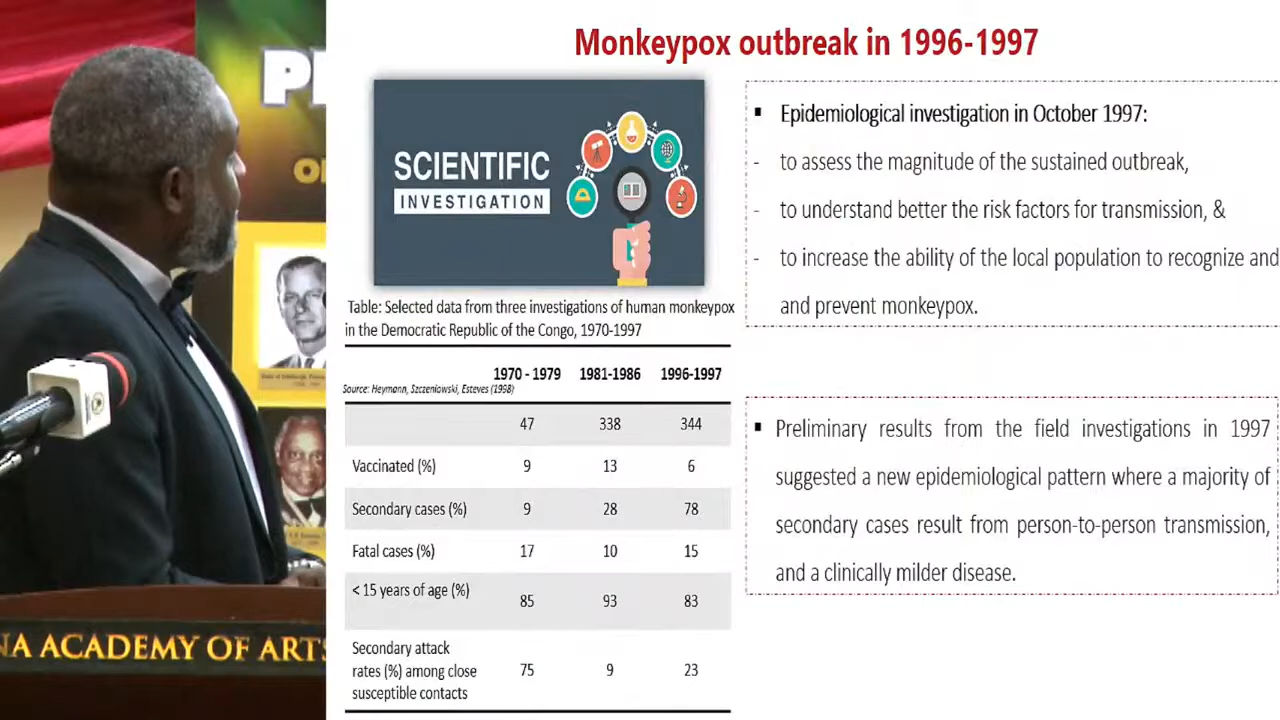 Monkeypox outbreak in 1996-1997
SCIENTIFIC
INVESTIGATION
Table: Selected data from three investigations of human monkeypox
in the Democratic Republic of the Congo, 1970-1997
1970 - 1979 1981-1986 1996-1997
Source: Heymann, Szczeniowski, Esteves (1998)
47 338 344
Vaccinated (%) 9 13 6
Secondary cases (%) 9 28 78
Fatal cases (%) 17 10 15
< 15 years of age (%) 85 93 83
Secondary attack
rates (%) among close 75 9 23
susceptible contacts
▪ Epidemiological investigation in October 1997:
- to assess the magnitude of the sustained outbreak,
- to understand better the risk factors for transmission, &
- to increase the ability of the local population to recognize and
and prevent monkeypox.
▪ Preliminary results from the field investigations in 1997
suggested a new epidemiological pattern where a majority of
secondary cases result from person-to-person transmission,
and a clinically milder disease.
NA ACADEMY OF ARTS